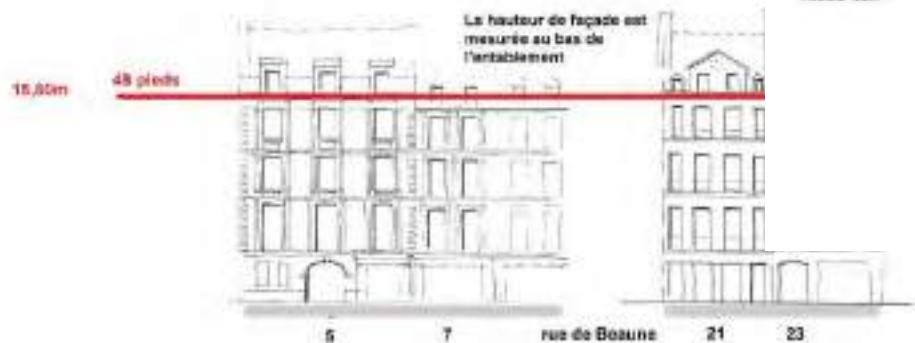 La hauteur de façade est
mesurée au bas de
l'entablement
48 pieds
15,60m
5 7 rue de Beaune 21 23